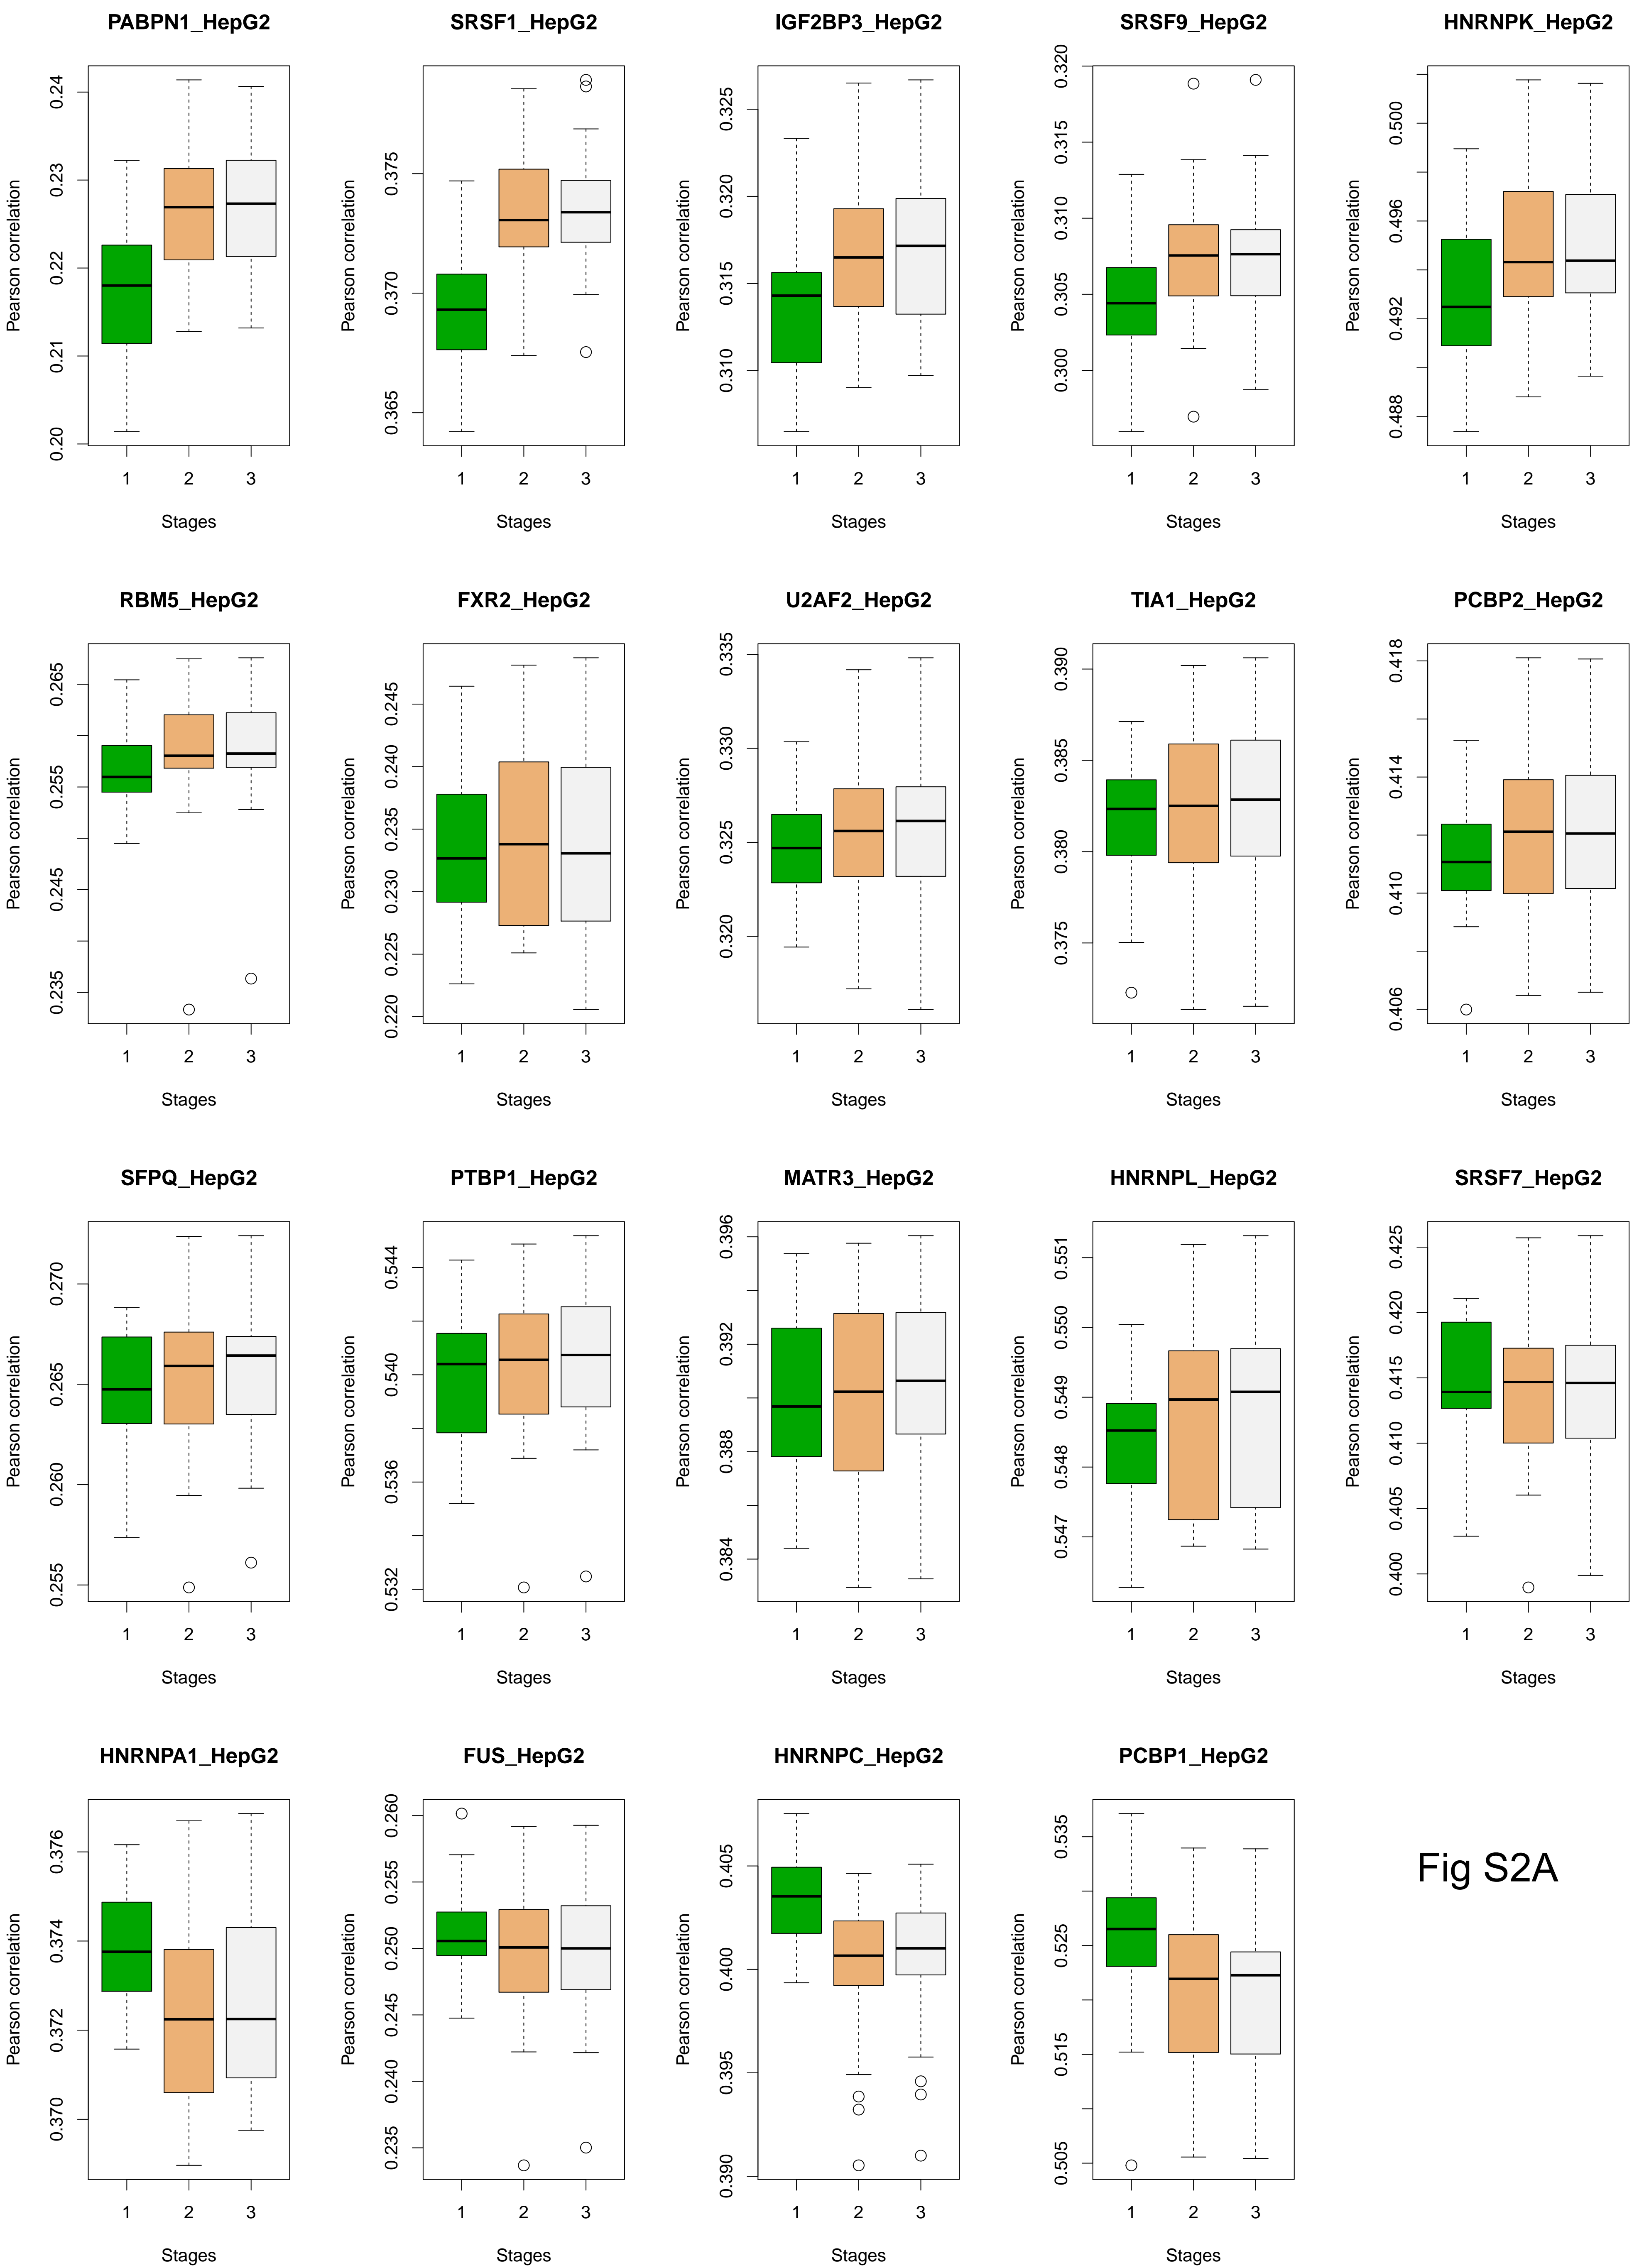 PABPN1_HepG2 SRSF1_HepG2 IGF2BP3_HepG2 SRSF9_HepG2 HNRNPK_HepG2
Pearson correlation
0.20 0.21 0.22 0.23 0.24
1 2 3
Stages
Pearson correlation
0.365 0.370 0.375
1 2 3
Stages
Pearson correlation
0.310 0.315 0.320 0.325
1 2 3
Stages
Pearson correlation
0.300 0.305 0.310 0.315 0.320
1 2 3
Stages
Pearson correlation
0.488 0.492 0.496 0.500
1 2 3
Stages
RBM5_HepG2 FXR2_HepG2 U2AF2_HepG2 TIA1_HepG2 PCBP2_HepG2
Pearson correlation
0.235 0.245 0.255 0.265
1 2 3
Stages
Pearson correlation
0.220 0.225 0.230 0.235 0.240 0.245
1 2 3
Stages
Pearson correlation
0.320 0.325 0.330 0.335
1 2 3
Stages
Pearson correlation
0.375 0.380 0.385 0.390
1 2 3
Stages
Pearson correlation
0.406 0.410 0.414 0.418
1 2 3
Stages
SFPQ_HepG2 PTBP1_HepG2 MATR3_HepG2 HNRNPL_HepG2 SRSF7_HepG2
Pearson correlation
0.255 0.260 0.265 0.270
1 2 3
Stages
Pearson correlation
0.532 0.536 0.540 0.544
1 2 3
Stages
Pearson correlation
0.384 0.388 0.392 0.396
1 2 3
Stages
Pearson correlation
0.547 0.548 0.549 0.550 0.551
1 2 3
Stages
Pearson correlation
0.400 0.405 0.410 0.415 0.420 0.425
1 2 3
Stages
HNRNPA1_HepG2 FUS_HepG2 HNRNPC_HepG2 PCBP1_HepG2
Pearson correlation
0.370 0.372 0.374 0.376
1 2 3
Stages
Pearson correlation
0.235 0.240 0.245 0.250 0.255 0.260
1 2 3
Stages
Pearson correlation
0.390 0.395 0.400 0.405
1 2 3
Stages
Pearson correlation
0.505 0.515 0.525 0.535
1 2 3
Stages
Fig S2A